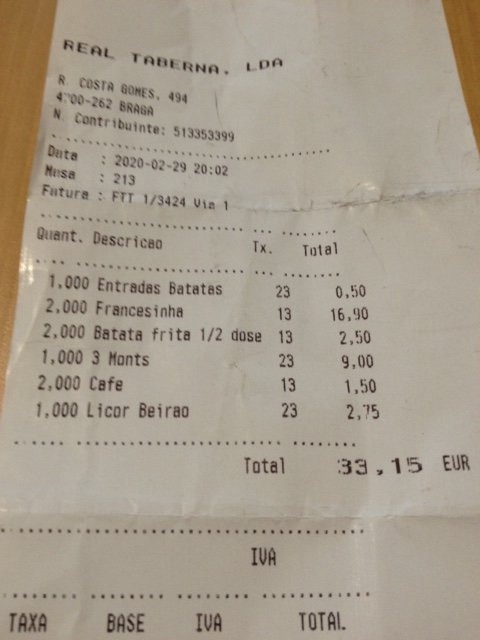 REAL TABERNA, LDA
R. COSTA GOMES, 494
4700-262 BRAGA
N. Contribuinte: 513353399
Data : 2020-02-29 20:02
Mesa : 213
Fatura : FTT 1/3424 Via 1
Quant. Descricao Tx. Total
1,000 Entradas Batatas 23 0,50
2,000 Francesinha 13 16,90
2,000 Batata frita 1/2 dose 13 2,50
1,000 3 Monts 23 9,00
2,000 Cafe 13 1,50
1,000 Licor Beirao 23 2,75
Total 33,15 EUR
IVA
TAXA BASE IVA TOTAL